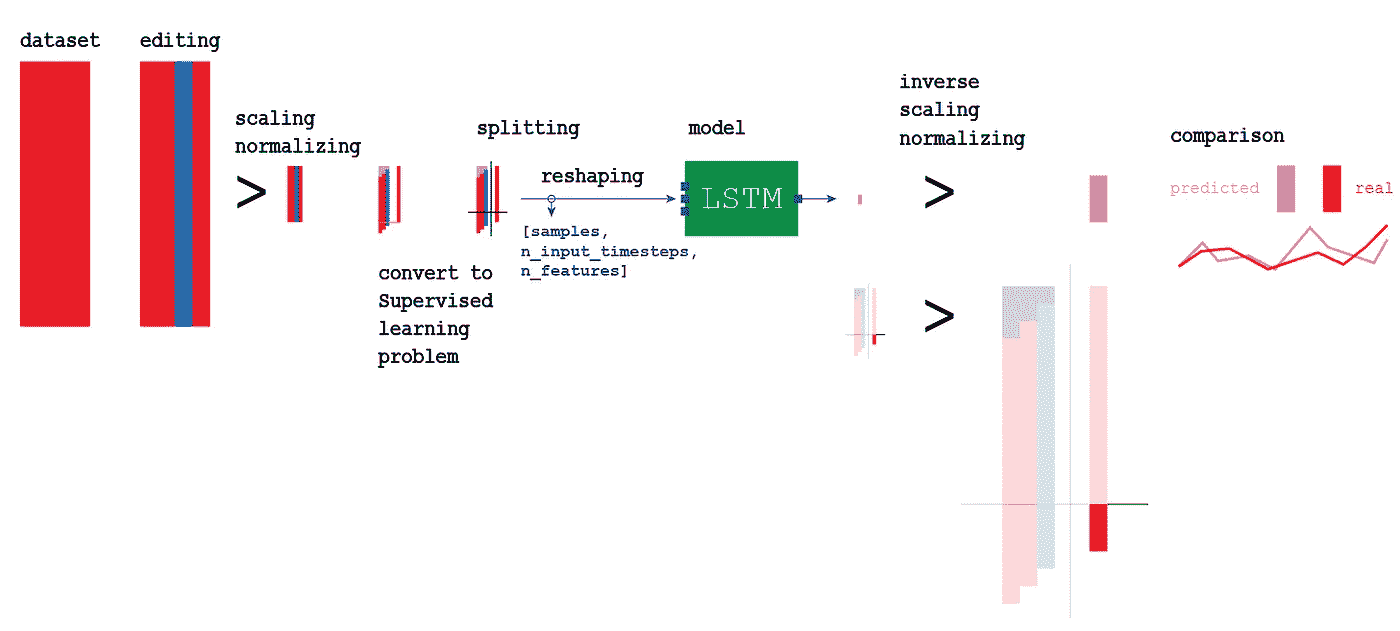 dataset
editing
scaling
normalizing
>
convert to
Supervised
learning
problem
splitting
reshaping
[samples,
n_input_timesteps,
n_features]
model
LSTM
inverse
scaling
normalizing
>
>
comparison
predicted
real